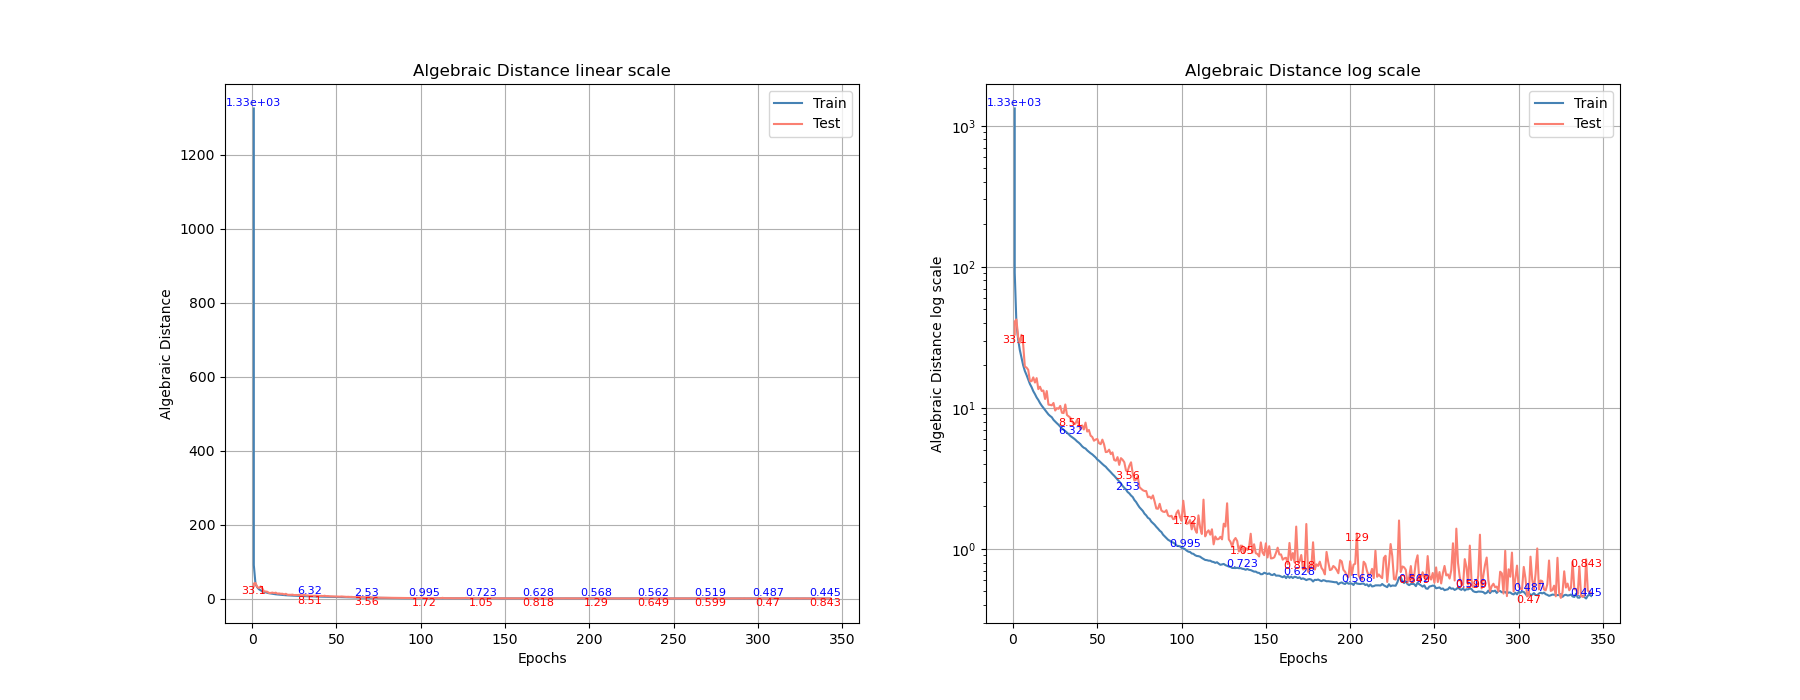 Algebraic Distance linear scale
Algebraic Distance
1200
1000
800
600
400
200
0
1.33e+03
Train
Test
33.1
6.32 2.53 0.995 0.723 0.628 0.568 0.562 0.519 0.487 0.445
8.51 3.56 1.72 1.05 0.818 1.29 0.649 0.599 0.47 0.843
0 50 100 150 200 250 300 350
Epochs
Algebraic Distance log scale
Algebraic Distance log scale
10³
10²
10¹
10⁰
1.33e+03
Train
Test
33.1
8.51
6.32
3.56
2.53
1.72
0.995
1.05
0.723
0.818
0.628
1.29
0.568
0.562
0.519
0.487
0.47
0.843
0.445
0 50 100 150 200 250 300 350
Epochs